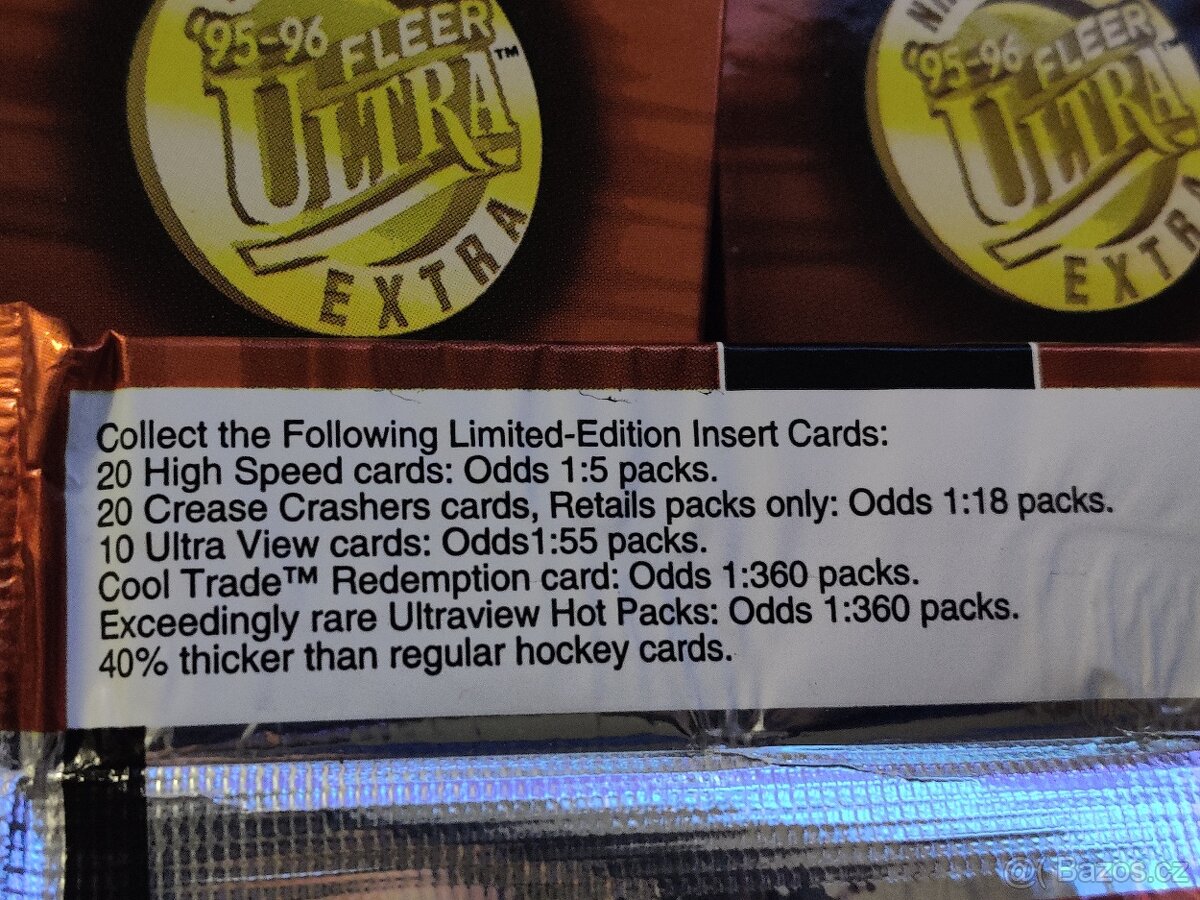 '95-96 FLEER
ULTRA™
EXTRA
'95-96 FLEER
ULTRA
EXTRA
Collect the Following Limited-Edition Insert Cards:
20 High Speed cards: Odds 1:5 packs.
20 Crease Crashers cards, Retails packs only: Odds 1:18 packs.
10 Ultra View cards: Odds1:55 packs.
Cool Trade™ Redemption card: Odds 1:360 packs.
Exceedingly rare Ultraview Hot Packs: Odds 1:360 packs.
40% thicker than regular hockey cards.
@ Bazos.cz